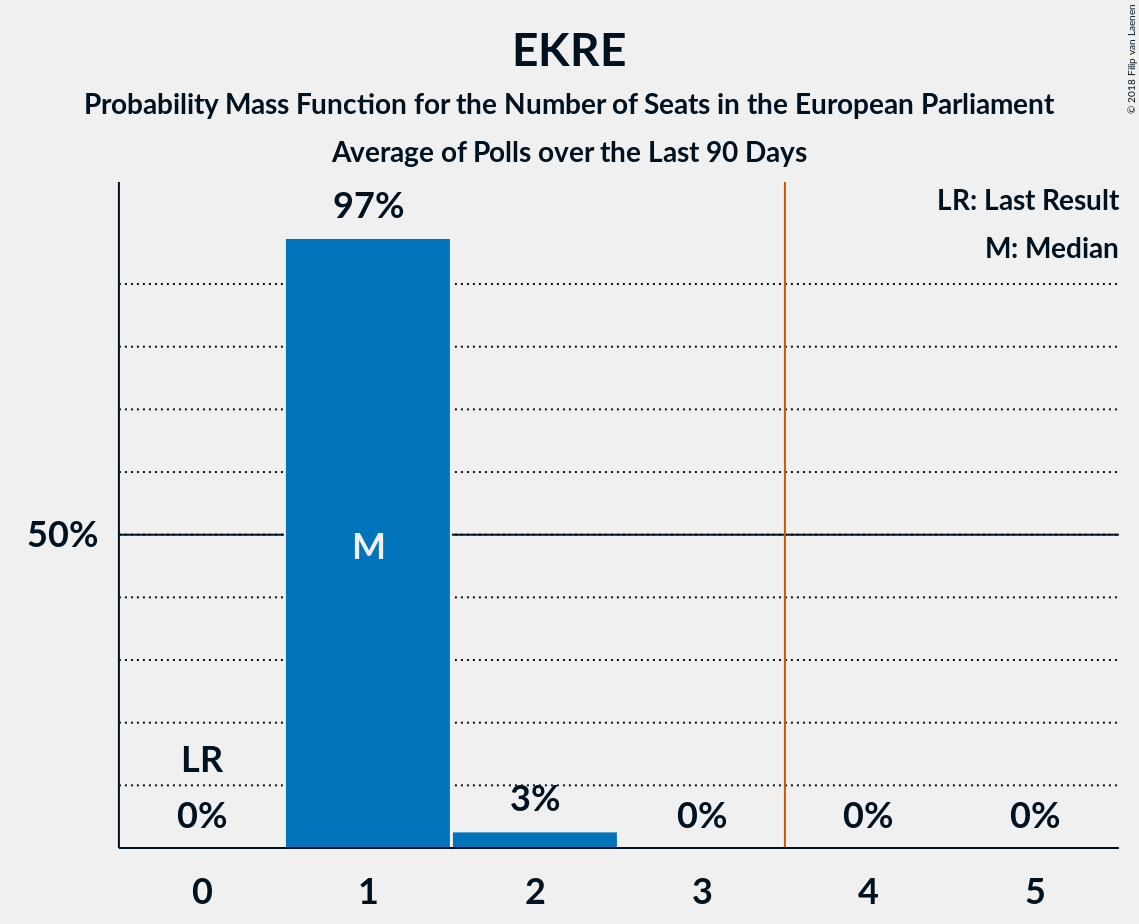 EKRE
Probability Mass Function for the Number of Seats in the European Parliament
Average of Polls over the Last 90 Days
© 2018 Filip van Laenen
LR: Last Result
M: Median
97%
50%
M
LR
0%
3%
0%
0%
0%
0
1
2
3
4
5